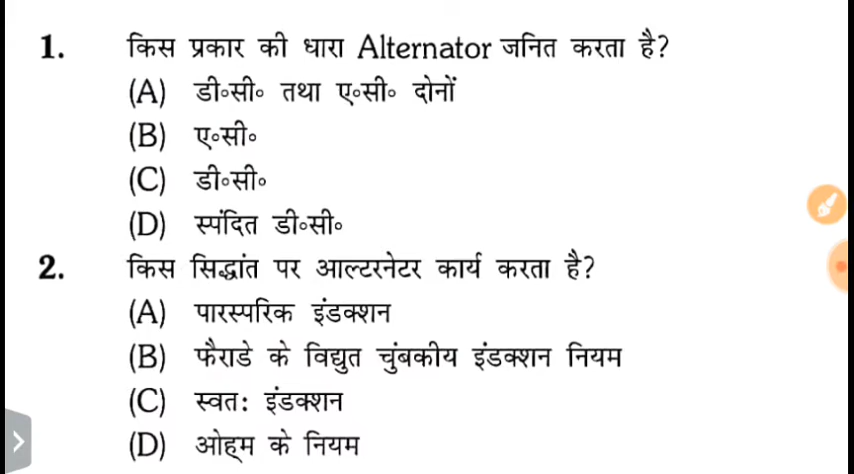 1. किस प्रकार की धारा Alternator जनित करता है?
(A) डी॰सी॰ तथा ए॰सी॰ दोनों
(B) ए॰सी॰
(C) डी॰सी॰
(D) स्पंदित डी॰सी॰
2. किस सिद्धांत पर आल्टरनेटर कार्य करता है?
(A) पारस्परिक इंडक्शन
(B) फैराडे के विद्युत चुंबकीय इंडक्शन नियम
(C) स्वत: इंडक्शन
(D) ओह्म के नियम